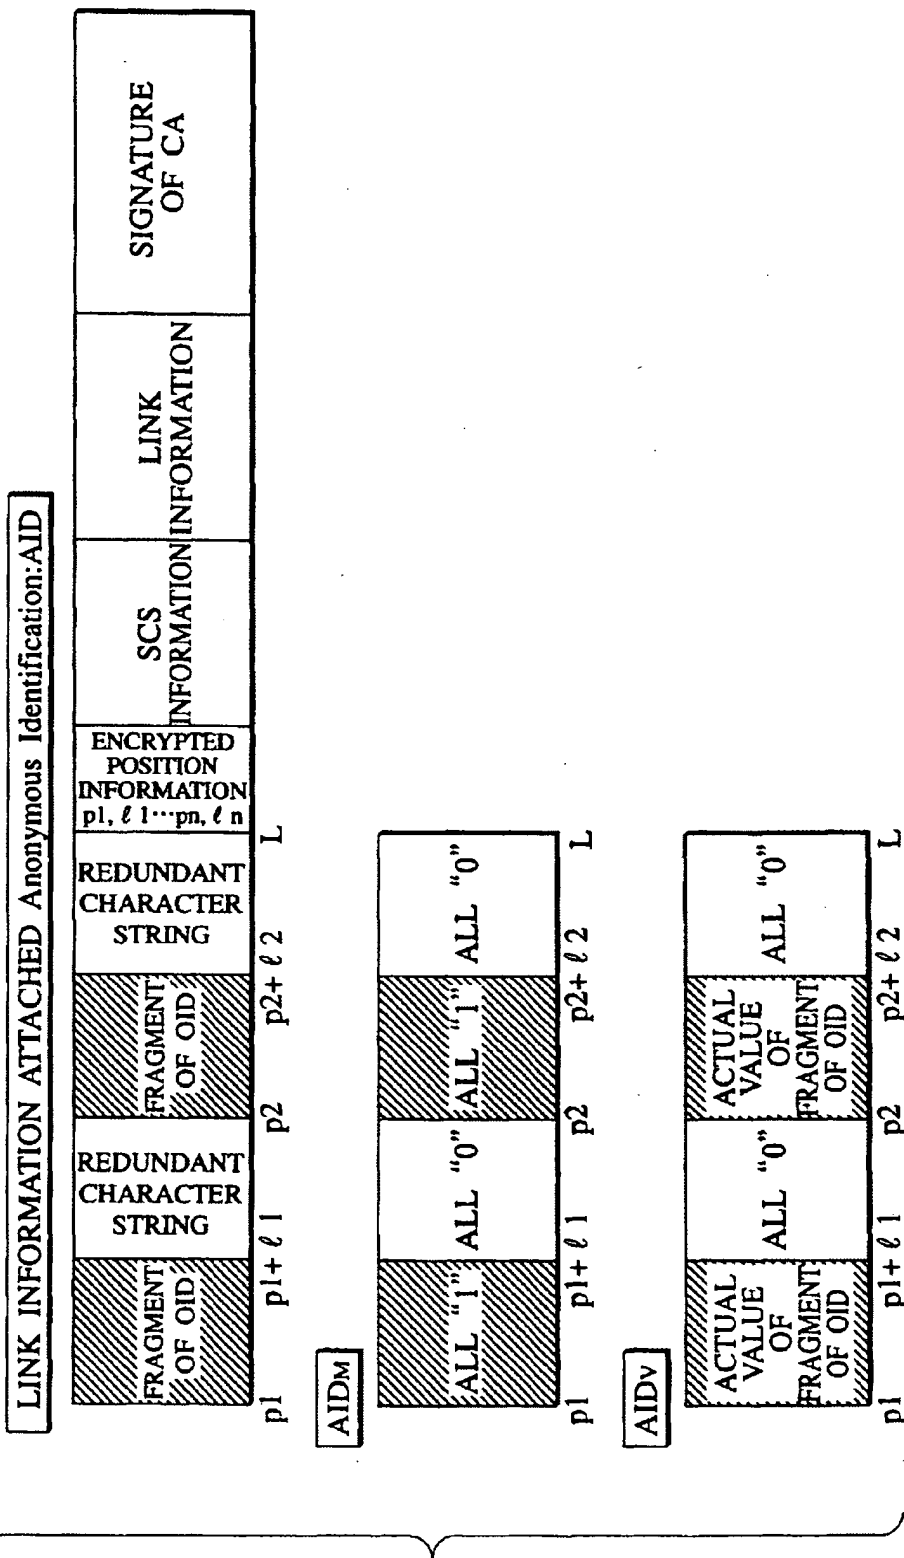 LINK INFORMATION ATTACHED Anonymous Identification:AID
FRAGMENT
OF OID
REDUNDANT
CHARACTER
STRING
FRAGMENT
OF OID
REDUNDANT
CHARACTER
STRING
ENCRYPTED
POSITION
INFORMATION
p1, ℓ 1···pn, ℓ n
SCS
INFORMATION
LINK
INFORMATION
SIGNATURE
OF CA
p1
p1+ ℓ 1
p2
p2+ ℓ 2
L
AIDM
ALL “1”
ALL “0”
ALL “1”
ALL “0”
p1
p1+ ℓ 1
p2
p2+ ℓ 2
L
AIDV
ACTUAL
VALUE
OF
FRAGMENT
OF OID
ALL “0”
ACTUAL
VALUE
OF
FRAGMENT
OF OID
ALL “0”
p1
p1+ ℓ 1
p2
p2+ ℓ 2
L